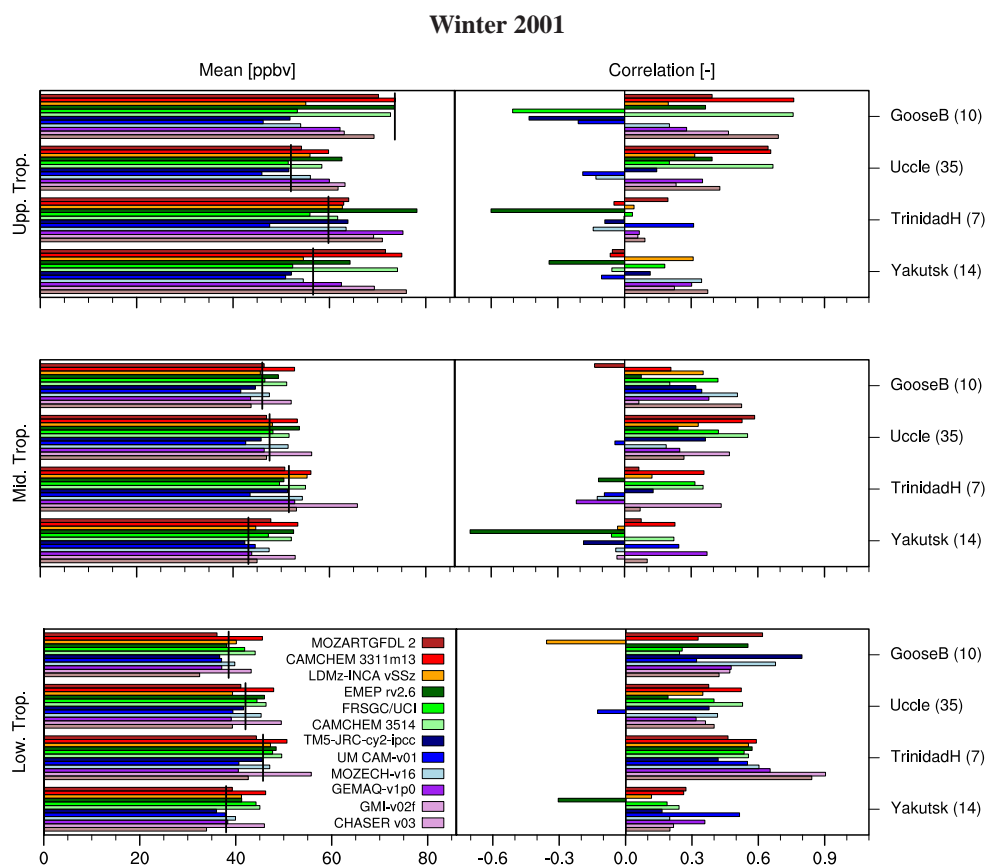 Winter 2001
Mean [ppbv] Correlation [-]
Upp. Trop.
GooseB (10)
Uccle (35)
TrinidadH (7)
Yakutsk (14)
Mid. Trop.
GooseB (10)
Uccle (35)
TrinidadH (7)
Yakutsk (14)
Low. Trop.
MOZARTGFDL 2
CAMCHEM 3311m13
LDMz-INCA vSSz
EMEP rv2.6
FRSGC/UCI
CAMCHEM 3514
TM5-JRC-cy2-ipcc
UM CAM-v01
MOZECH-v16
GEMAQ-v1p0
GMI-v02f
CHASER v03
GooseB (10)
Uccle (35)
TrinidadH (7)
Yakutsk (14)
0 20 40 60 80 -0.6 -0.3 0.0 0.3 0.6 0.9